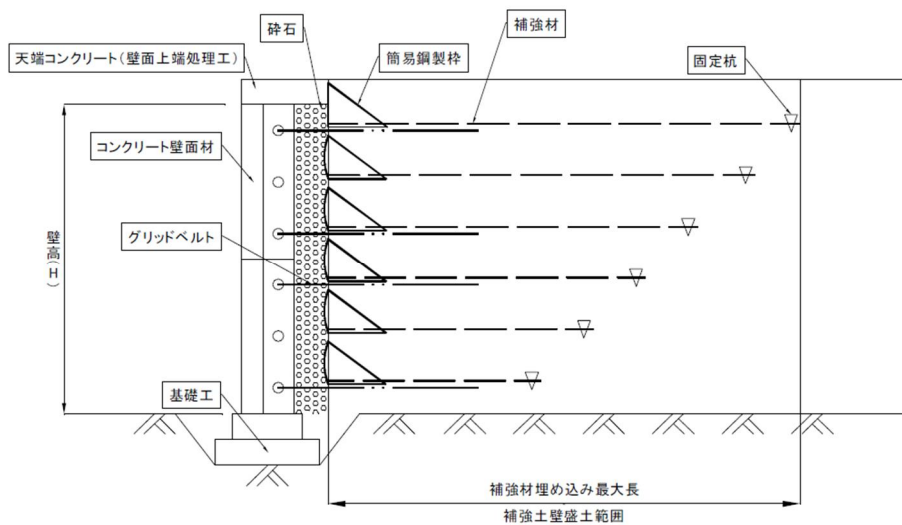 砕石
補強材
天端コンクリート(壁面上端処理工)
簡易鋼製枠
固定杭
コンクリート壁面材
壁高(H)
グリッドベルト
基礎工
補強材埋め込み最大長
補強土壁盛土範囲